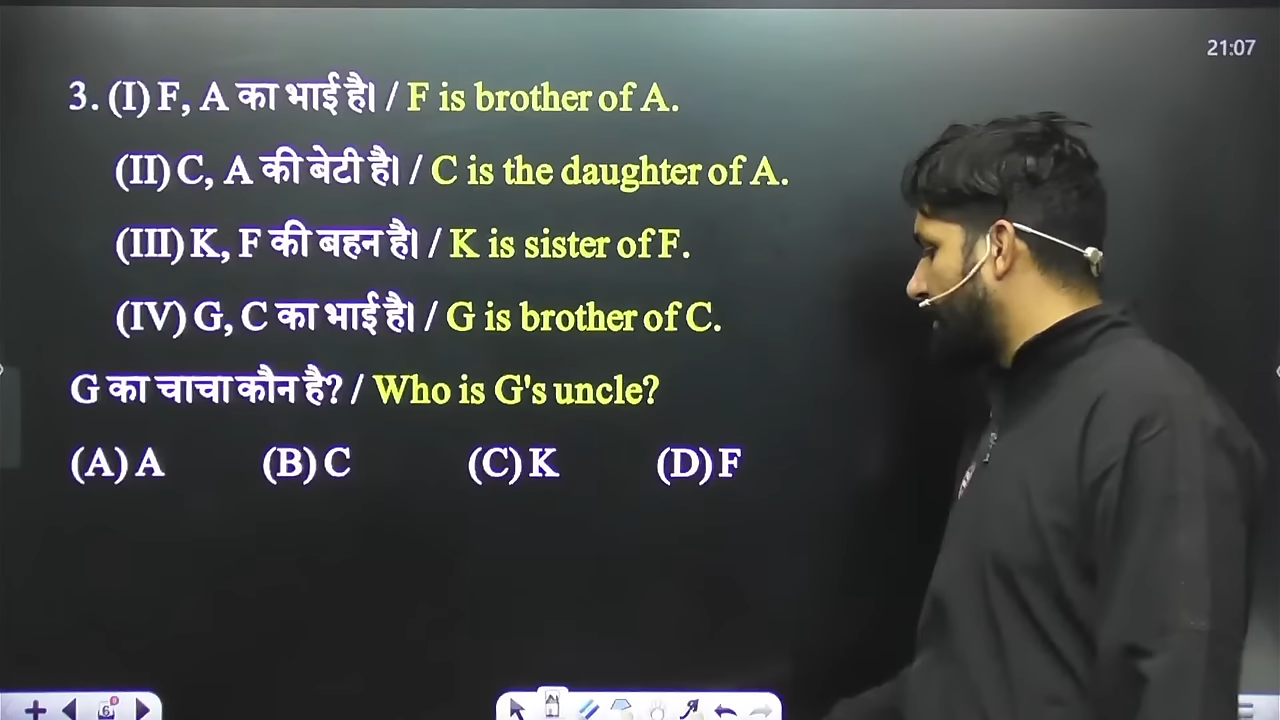 21:07
3. (I) F, A का भाई है। / F is brother of A.
(II) C, A की बेटी है। / C is the daughter of A.
(III) K, F की बहन है। / K is sister of F.
(IV) G, C का भाई है। / G is brother of C.
G का चाचा कौन है? / Who is G's uncle?
(A) A (B) C (C) K (D) F
6